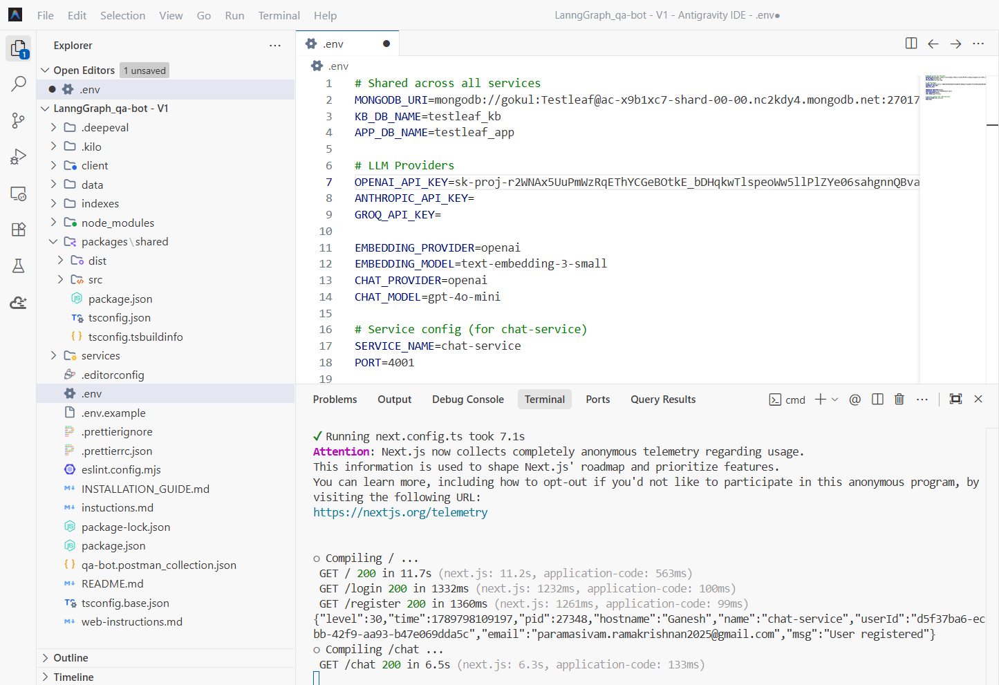 File Edit Selection View Go Run Terminal Help
LanngGraph_qa-bot - V1 - Antigravity IDE - .env●
1
Explorer
Open Editors 1 unsaved
.env
LanngGraph_qa-bot - V1
.deepeval
.kilo
client
data
indexes
node_modules
packages\shared
dist
src
package.json
tsconfig.json
tsconfig.tsbuildinfo
services
.editorconfig
.env
.env.example
.prettierignore
.prettierrc.json
eslint.config.mjs
INSTALLATION_GUIDE.md
instuctions.md
package-lock.json
package.json
qa-bot.postman_collection.json
README.md
tsconfig.base.json
web-instructions.md
Outline
Timeline
.env
.env
1 # Shared across all services
2 MONGODB_URI=mongodb://gokul:Testleaf@ac-x9b1xc7-shard-00-00.nc2kdy4.mongodb.net:27017
3 KB_DB_NAME=testleaf_kb
4 APP_DB_NAME=testleaf_app
5
6 # LLM Providers
7 OPENAI_API_KEY=sk-proj-r2WNAx5UuPmWzRqEThYCGeBOtkE_bDHqkwTlspeoWw5llPlZYe06sahgnnQBva
8 ANTHROPIC_API_KEY=
9 GROQ_API_KEY=
10
11 EMBEDDING_PROVIDER=openai
12 EMBEDDING_MODEL=text-embedding-3-small
13 CHAT_PROVIDER=openai
14 CHAT_MODEL=gpt-4o-mini
15
16 # Service config (for chat-service)
17 SERVICE_NAME=chat-service
18 PORT=4001
19
Problems Output Debug Console Terminal Ports Query Results
cmd
✓ Running next.config.ts took 7.1s
Attention: Next.js now collects completely anonymous telemetry regarding usage.
This information is used to shape Next.js' roadmap and prioritize features.
You can learn more, including how to opt-out if you'd not like to participate in this anonymous program, by
visiting the following URL:
https://nextjs.org/telemetry
○ Compiling / ...
GET / 200 in 11.7s (next.js: 11.2s, application-code: 563ms)
GET /login 200 in 1332ms (next.js: 1232ms, application-code: 100ms)
GET /register 200 in 1360ms (next.js: 1261ms, application-code: 99ms)
{"level":30,"time":1789798109197,"pid":27348,"hostname":"Ganesh","name":"chat-service","userId":"d5f37ba6-ec
bb-42f9-aa93-b47e069dda5c","email":"paramasivam.ramakrishnan2025@gmail.com","msg":"User registered"}
○ Compiling /chat ...
GET /chat 200 in 6.5s (next.js: 6.3s, application-code: 133ms)